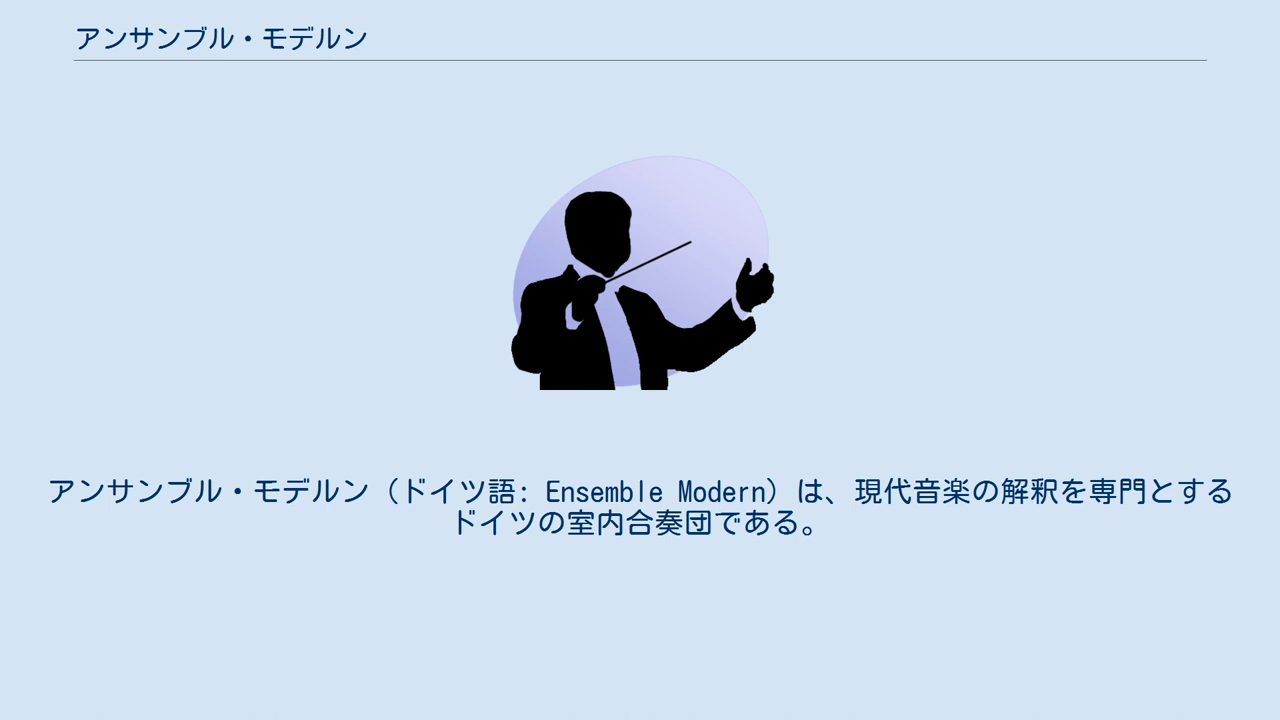 アンサンブル・モデルン
アンサンブル・モデルン（ドイツ語: Ensemble Modern）は、現代音楽の解釈を専門とする
ドイツの室内合奏団である。